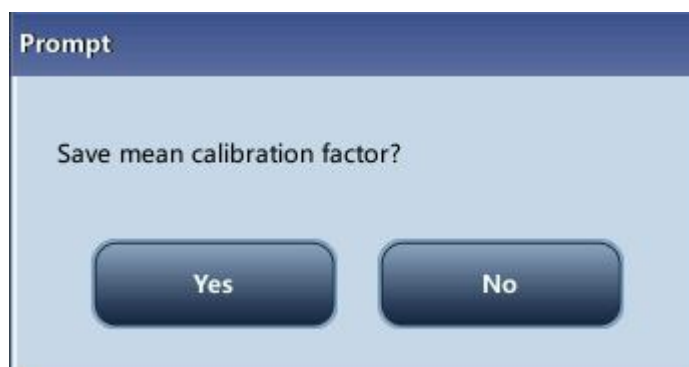 Prompt
Save mean calibration factor?
Yes No